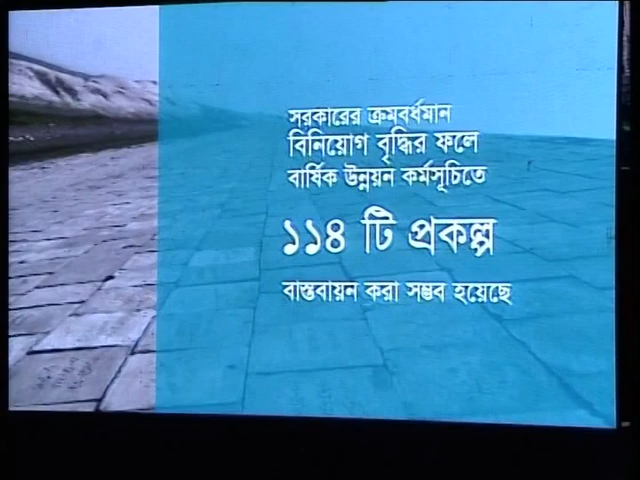 সরকারের ক্রমবর্ধমান
বিনিয়োগ বৃদ্ধির ফলে
বার্ষিক উন্নয়ন কর্মসূচিতে
১১৪ টি প্রকল্প
বাস্তবায়ন করা সম্ভব হয়েছে